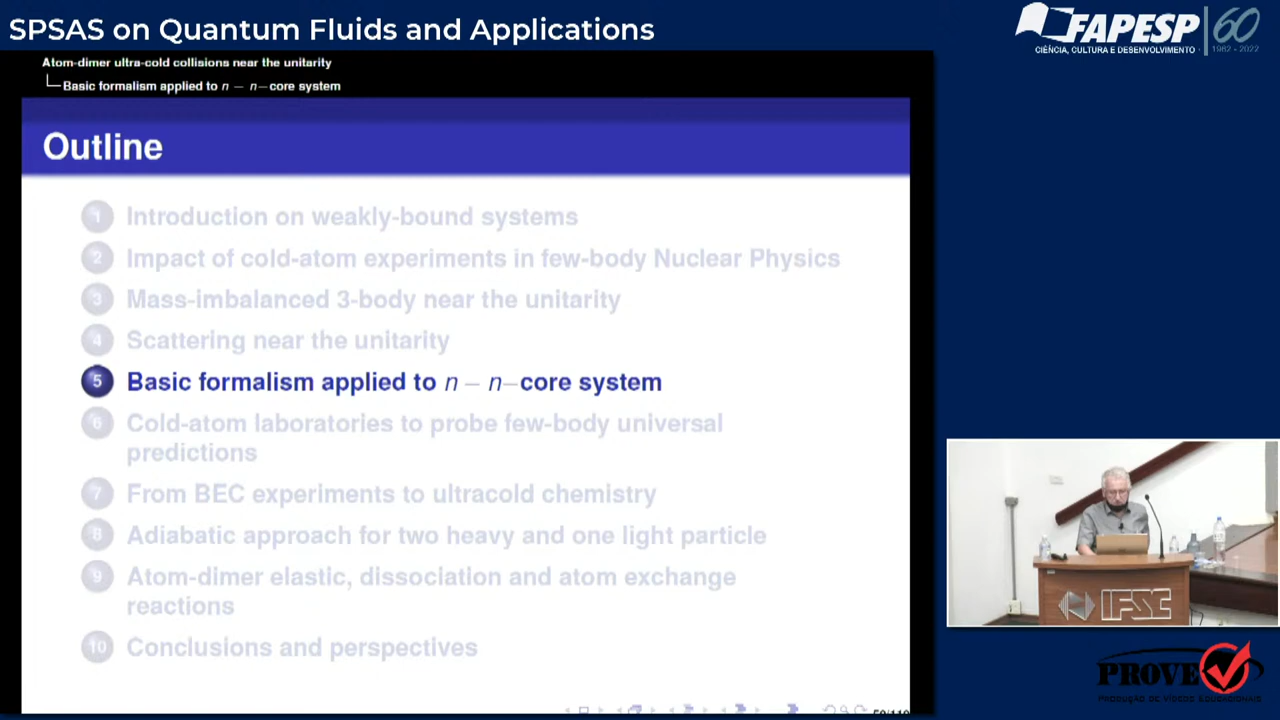 SPSAS on Quantum Fluids and Applications
FAPESP 60
CIÊNCIA, CULTURA E DESENVOLVIMENTO 1962 - 2022
Atom-dimer ultra-cold collisions near the unitarity
Basic formalism applied to n − n−core system
Outline
1 Introduction on weakly-bound systems
2 Impact of cold-atom experiments in few-body Nuclear Physics
3 Mass-imbalanced 3-body near the unitarity
4 Scattering near the unitarity
5 Basic formalism applied to n − n−core system
6 Cold-atom laboratories to probe few-body universal
predictions
7 From BEC experiments to ultracold chemistry
8 Adiabatic approach for two heavy and one light particle
9 Atom-dimer elastic, dissociation and atom exchange
reactions
10 Conclusions and perspectives
IFSC
PROVE
PRODUÇÃO DE VÍDEOS EDUCACIONAIS